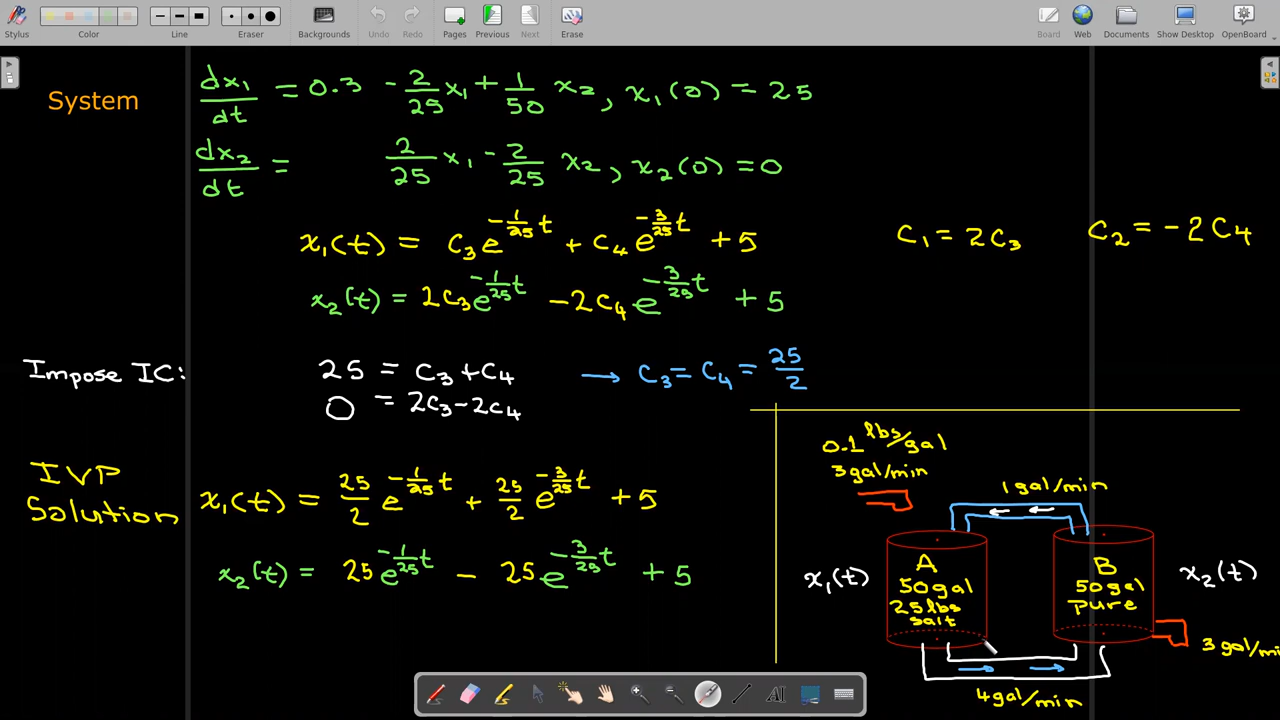 Stylus Color Line Eraser Backgrounds Undo Redo Pages Previous Next Erase Board Web Documents Show Desktop OpenBoard
System
dx₁/dt = 0.3 - 2/25 x₁ + 1/50 x₂, x₁(0) = 25
dx₂/dt = 2/25 x₁ - 2/25 x₂, x₂(0) = 0
x₁(t) = c₃e^(-1/25 t) + c₄e^(-3/25 t) + 5
c₁ = 2c₃
c₂ = -2c₄
x₂(t) = 2c₃e^(-1/25 t) - 2c₄e^(-3/25 t) + 5
Impose IC:
25 = c₃+c₄
→ c₃ = c₄ = 25/2
0 = 2c₃-2c₄
IVP
Solution
x₁(t) = 25/2 e^(-1/25 t) + 25/2 e^(-3/25 t) + 5
x₂(t) = 25e^(-1/25 t) - 25e^(-3/25 t) + 5
0.1 lbs/gal
3gal/min
1gal/min
x₁(t)
A
50gal
25lbs
salt
B
50gal
pure
x₂(t)
3gal/mi
4gal/min